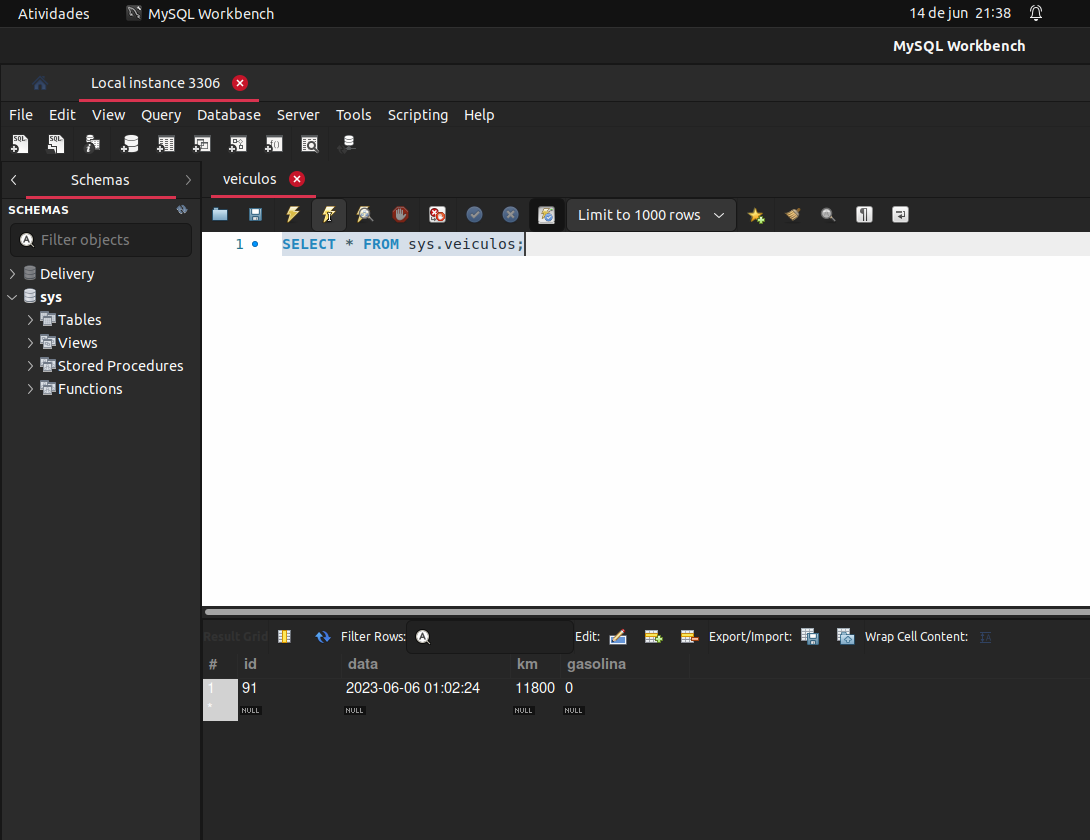 Atividades MySQL Workbench 14 de jun 21:38
MySQL Workbench
Local instance 3306
File Edit View Query Database Server Tools Scripting Help
Schemas veiculos
SCHEMAS
Limit to 1000 rows
Filter objects
1 SELECT * FROM sys.veiculos;
Delivery
sys
Tables
Views
Stored Procedures
Functions
Result Grid Filter Rows: Edit: Export/Import: Wrap Cell Content:
# id data km gasolina
1 91 2023-06-06 01:02:24 11800 0
* NULL NULL NULL NULL